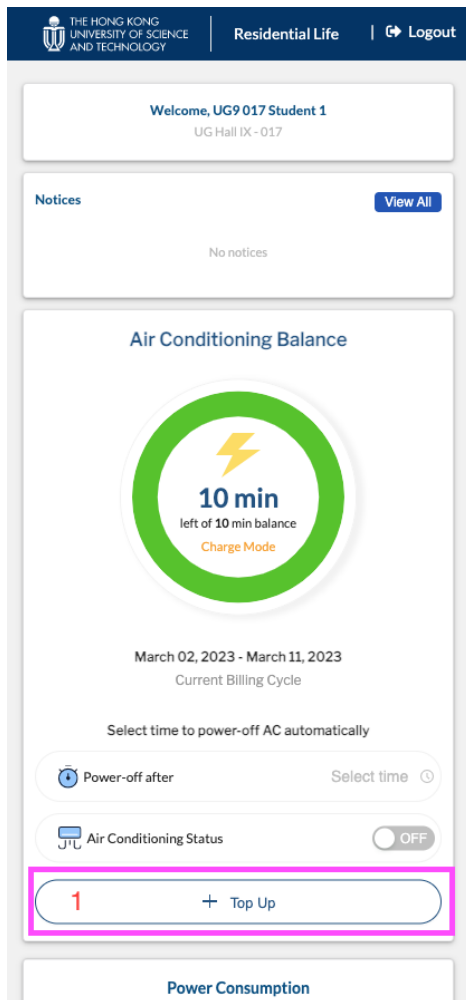 THE HONG KONG
UNIVERSITY OF SCIENCE
AND TECHNOLOGY
Residential Life
| Logout
Welcome, UG9 017 Student 1
UG Hall IX - 017
Notices
View All
No notices
Air Conditioning Balance
10 min
left of 10 min balance
Charge Mode
March 02, 2023 - March 11, 2023
Current Billing Cycle
Select time to power-off AC automatically
Power-off after
Select time
Air Conditioning Status
OFF
1
+ Top Up
Power Consumption